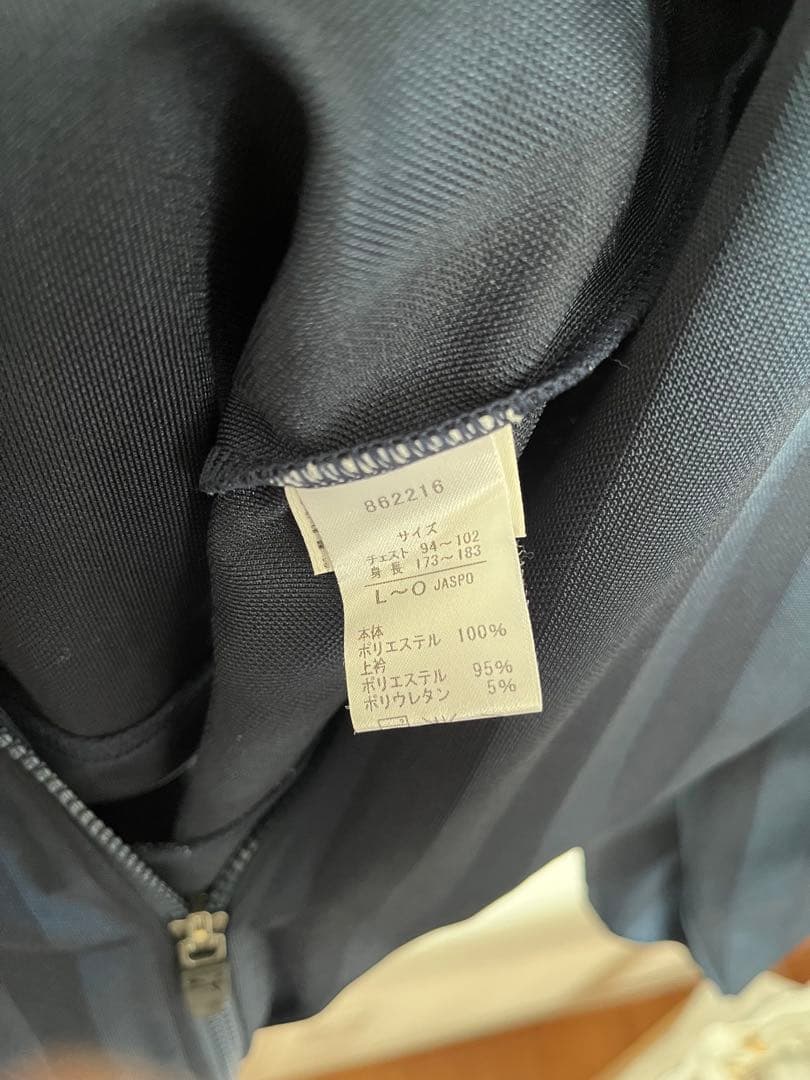 862216
サイズ
チェスト 94～102
身長 173～183
L～O JASPO
本体
ポリエステル 100%
上衿
ポリエステル 95%
ポリウレタン 5%